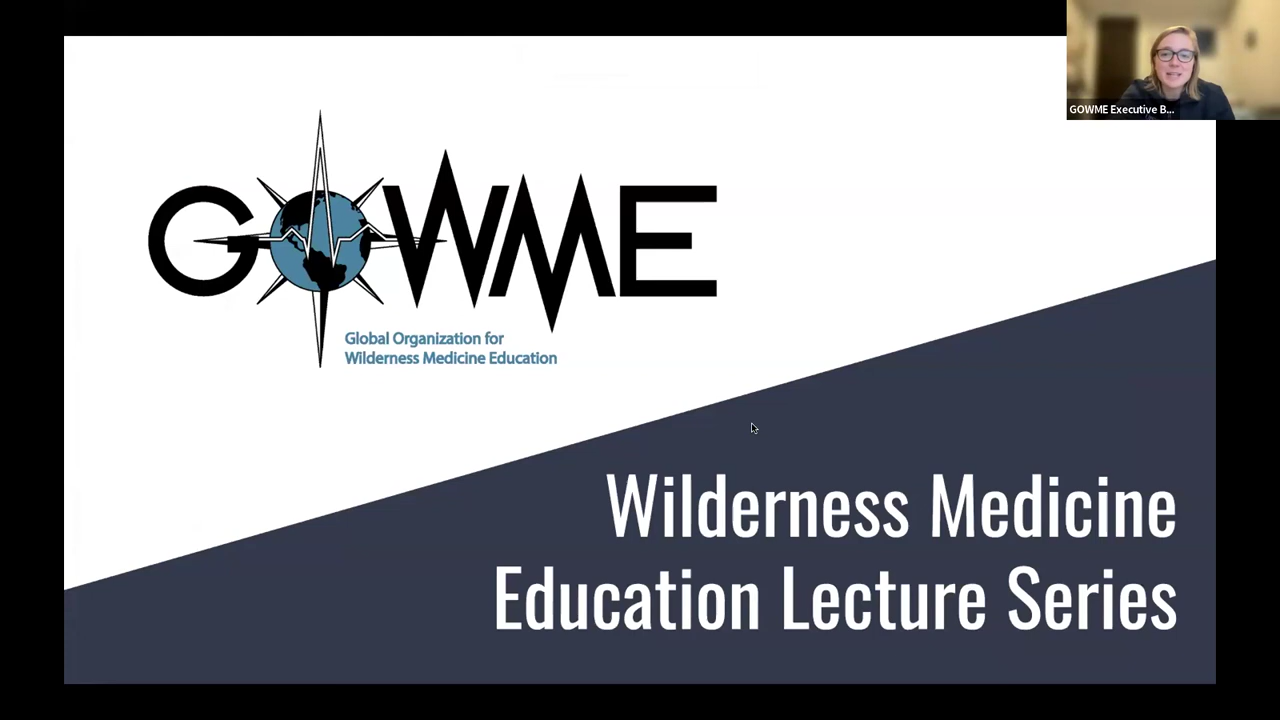 GOWME Executive B...
GOWME
Global Organization for
Wilderness Medicine Education
Wilderness Medicine
Education Lecture Series